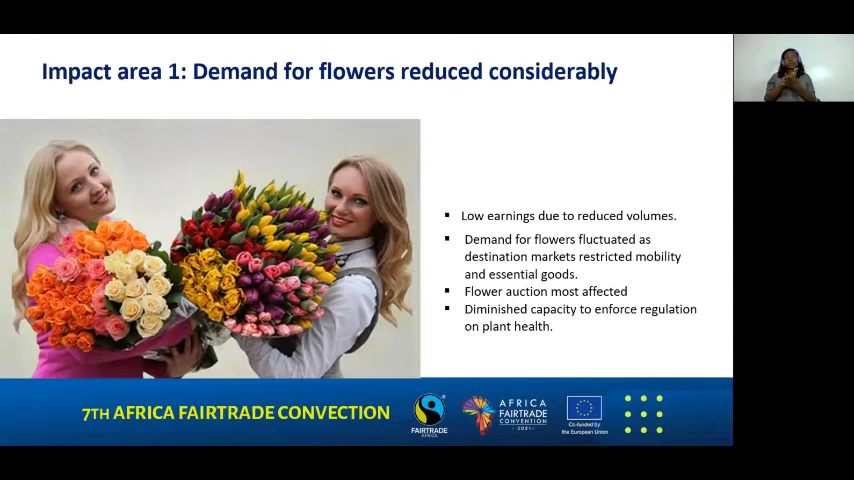 Impact area 1: Demand for flowers reduced considerably
▪ Low earnings due to reduced volumes.
▪ Demand for flowers fluctuated as
destination markets restricted mobility
and essential goods.
▪ Flower auction most affected
▪ Diminished capacity to enforce regulation
on plant health.
7TH AFRICA FAIRTRADE CONVECTION
FAIRTRADE
AFRICA
AFRICA
FAIRTRADE
CONVENTION
- 2021 -
Co-funded by
the European Union